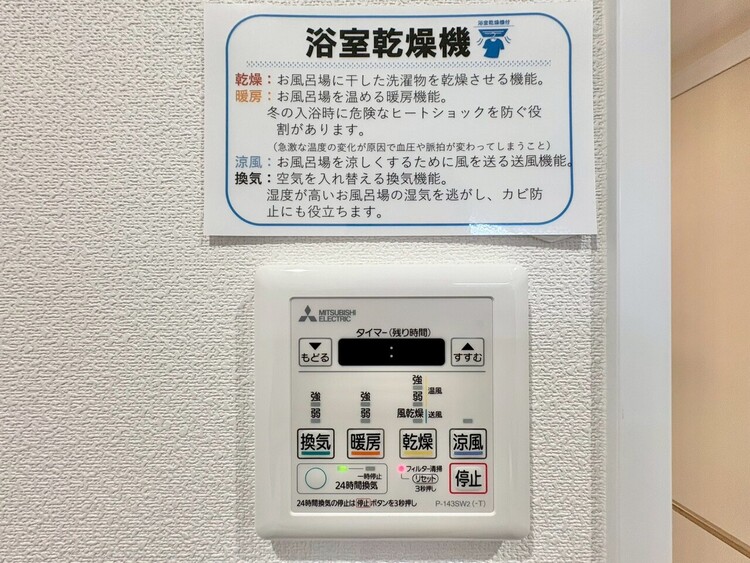 浴室乾燥機付
浴室乾燥機
乾燥：お風呂場に干した洗濯物を乾燥させる機能。
暖房：お風呂場を温める暖房機能。
冬の入浴時に危険なヒートショックを防ぐ役
割があります。
（急激な温度の変化が原因で血圧や脈拍が変わってしまうこと）
涼風：お風呂場を涼しくするために風を送る送風機能。
換気：空気を入れ替える換気機能。
湿度が高いお風呂場の湿気を逃がし、カビ防
止にも役立ちます。
MITSUBISHI
ELECTRIC
タイマー（残り時間）
▼ ▲
もどる : すすむ
強
強 強 弱 温風
弱 弱 風乾燥 送風
換気 暖房 乾燥 涼風
一時停止 フィルター清掃
24時間換気 リセット 停止
3秒押し
24時間換気の停止は停止ボタンを3秒押し P-143SW2（・T）